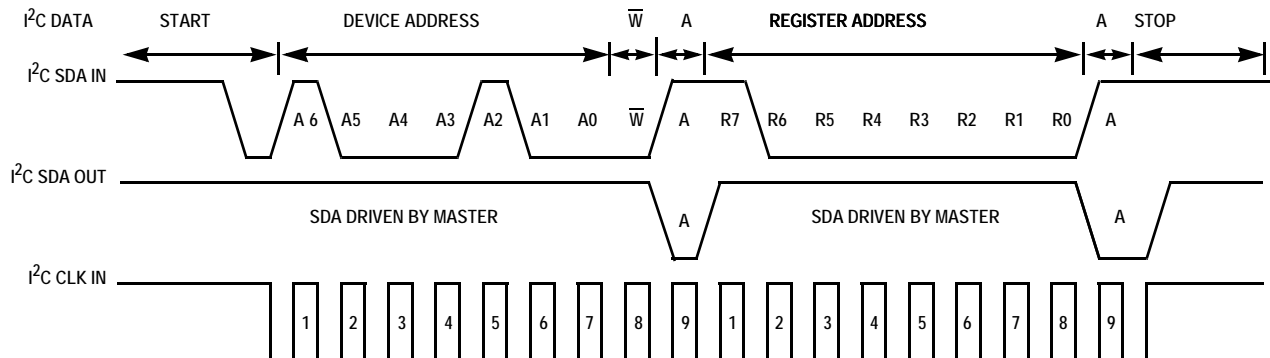 I²C DATA START DEVICE ADDRESS W̅ A REGISTER ADDRESS A STOP
I²C SDA IN
A 6 A5 A4 A3 A2 A1 A0 W̅ A R7 R6 R5 R4 R3 R2 R1 R0 A
I²C SDA OUT
SDA DRIVEN BY MASTER A SDA DRIVEN BY MASTER A
I²C CLK IN
1 2 3 4 5 6 7 8 9 1 2 3 4 5 6 7 8 9